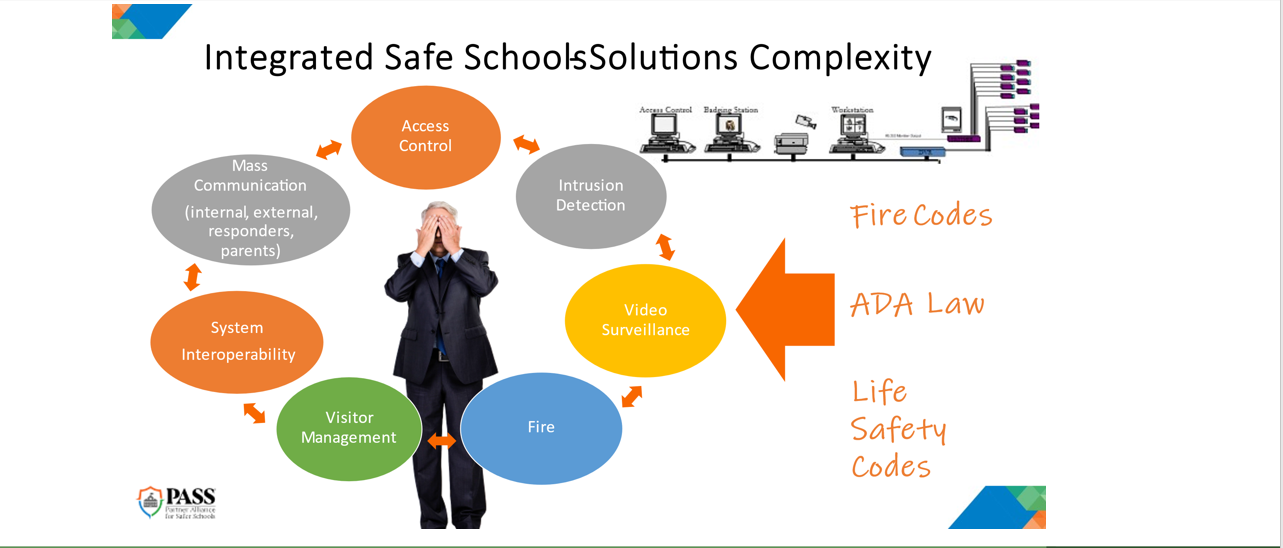 Integrated Safe Schools-Solutions Complexity
Access Control
Badging Station
Workstation
Access
Control
Mass
Communication
(internal, external,
responders,
parents)
Intrusion
Detection
Fire Codes
ADA Law
Life
Safety
Codes
Video
Surveillance
System
Interoperability
Visitor
Management
Fire
PASS
Partner Alliance
for Safer Schools